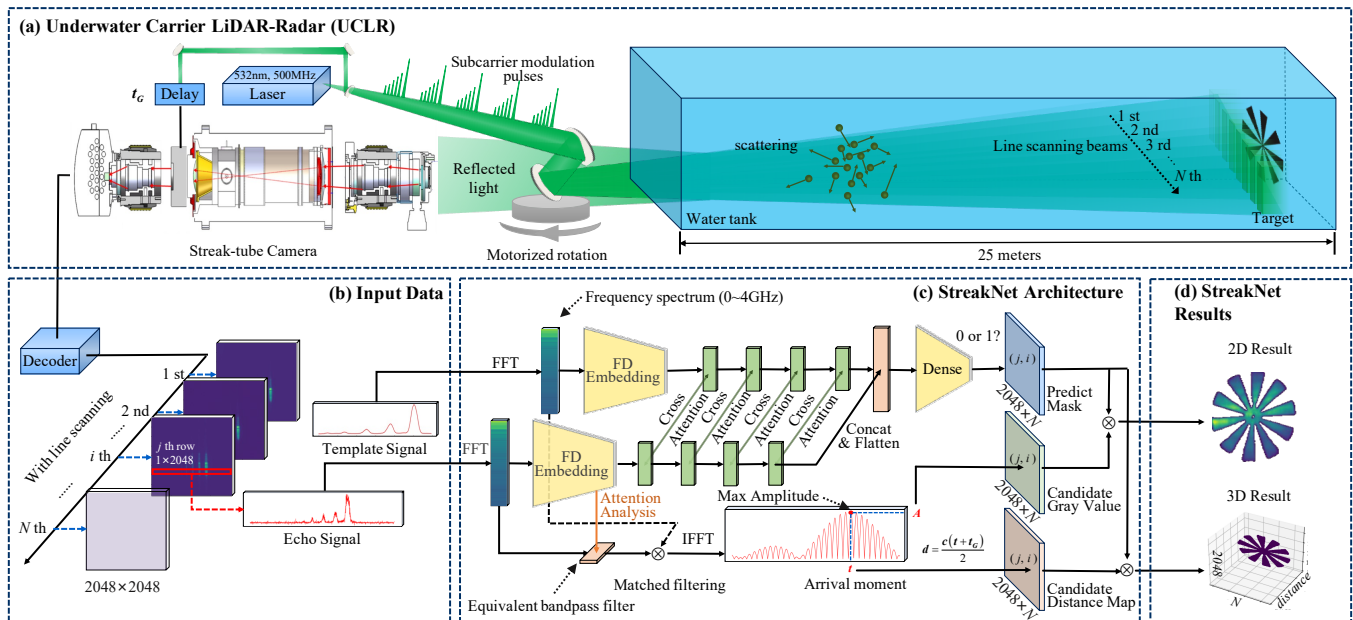 (a) Underwater Carrier LiDAR-Radar (UCLR)
532nm, 500MHz
Laser
Subcarrier modulation
pulses
t_G
Delay
Reflected
light
Streak-tube Camera
Motorized rotation
scattering
Line scanning beams
1 st
2 nd
3 rd
...
N th
Water tank
Target
25 meters
(b) Input Data
Decoder
With line scanning
1 st
2 nd
......
i th
......
N th
j th row
1×2048
2048×2048
Template Signal
Echo Signal
(c) StreakNet Architecture
Frequency spectrum (0~4GHz)
FFT
FD
Embedding
Cross
Attention
Cross
Attention
Cross
Attention
Cross
Attention
Concat
& Flatten
Dense
0 or 1?
(j, i)
2048×N
Predict
Mask
FFT
FD
Embedding
Attention
Analysis
Max Amplitude
A
(j, i)
2048×N
Candidate
Gray Value
IFFT
Matched filtering
Equivalent bandpass filter
t
Arrival moment
d = c(t+t_G)/2
(j, i)
2048×N
Candidate
Distance Map
(d) StreakNet
Results
2D Result
3D Result
2048
N
distance